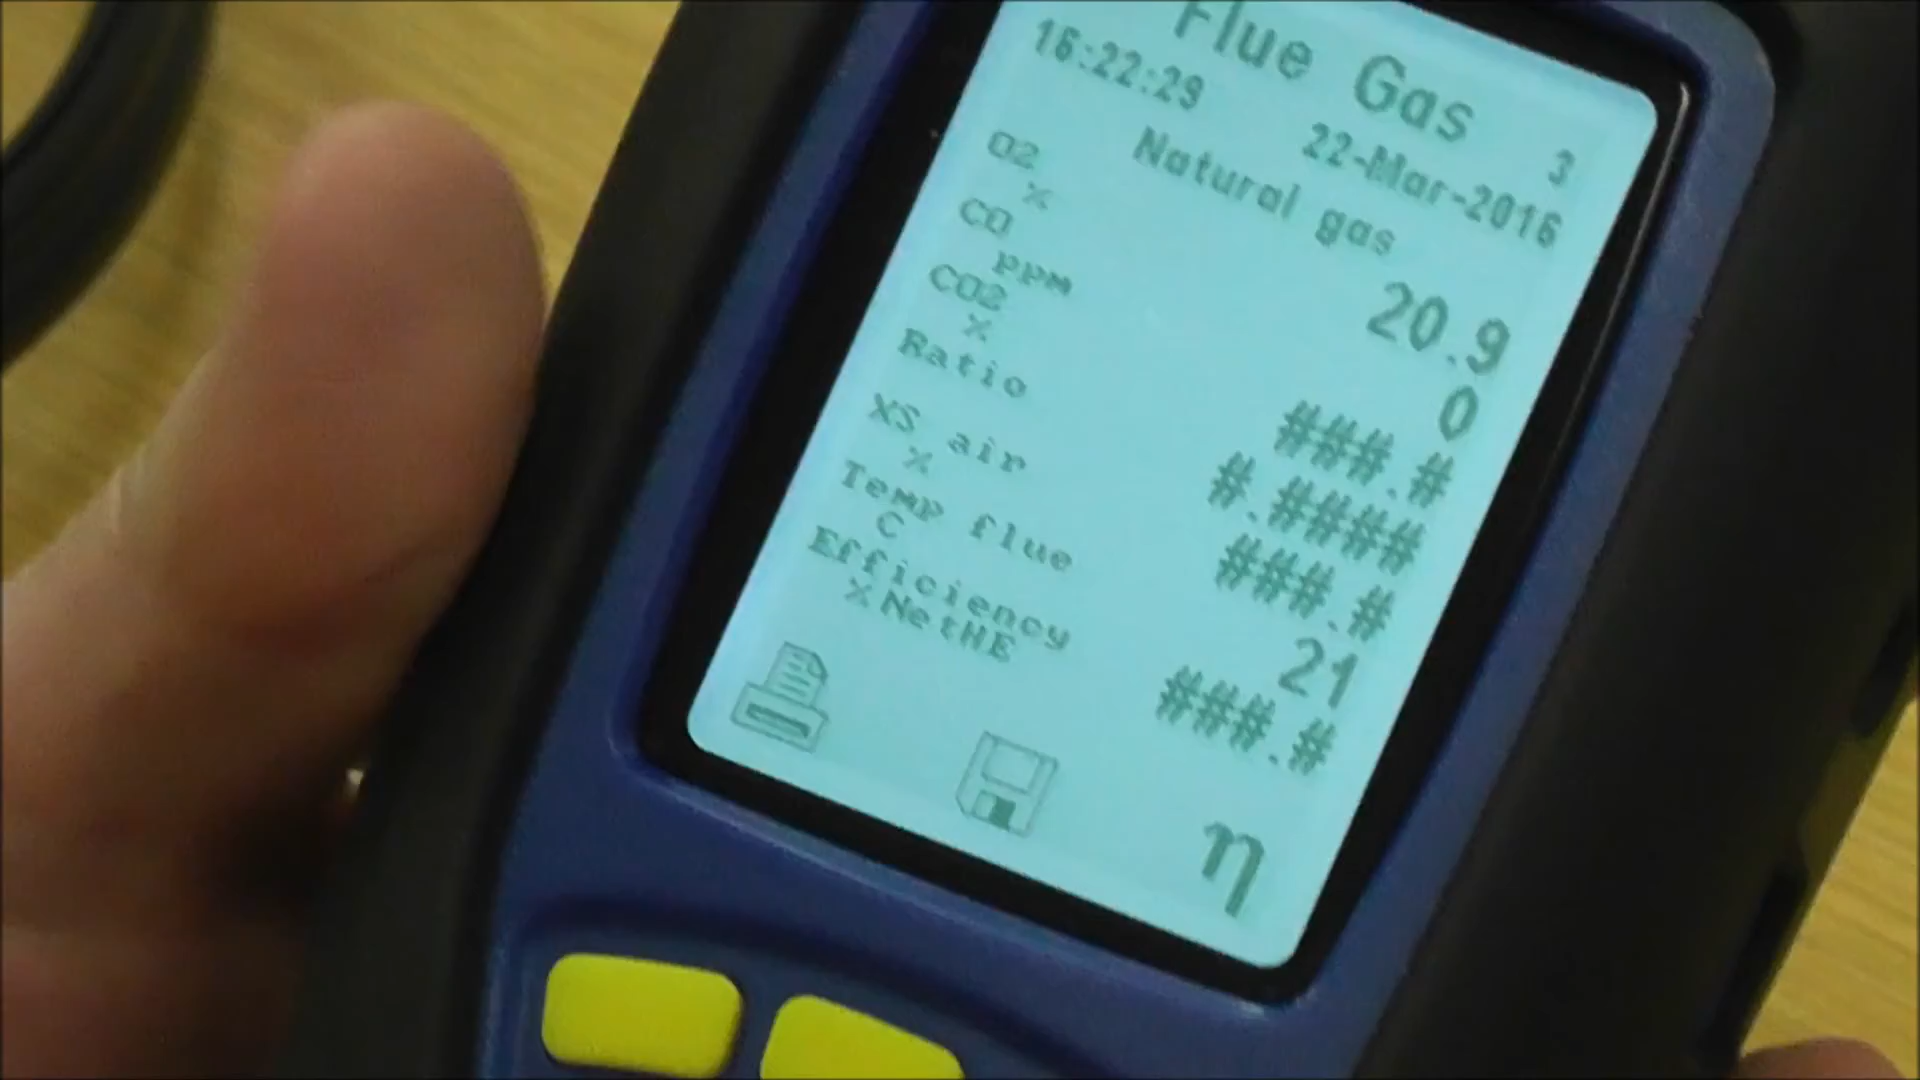 Flue Gas 3
16:22:29 22-Mar-2016
Natural gas
O2 % 20.9
CO ppm 0
CO2 % ###.#
Ratio #.####
XS air % ###.#
Temp flue C 21
Efficiency % NetHE ###.#
η